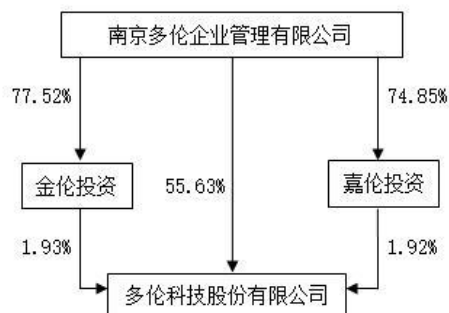 南京多伦企业管理有限公司
77.52%
74.85%
金伦投资
55.63%
嘉伦投资
1.93%
1.92%
多伦科技股份有限公司